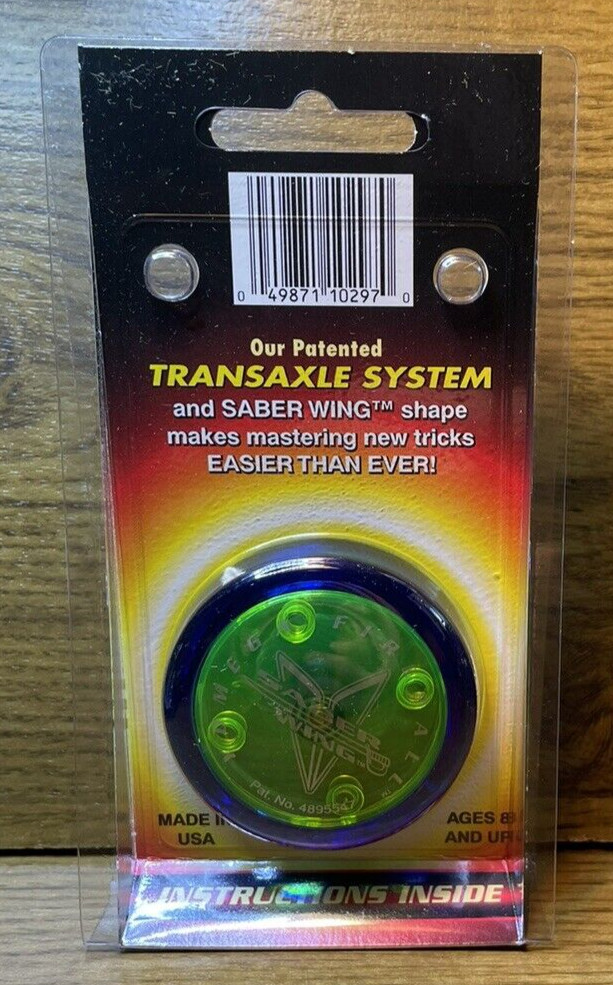 0 49871 10297 0
Our Patented
TRANSAXLE SYSTEM
and SABER WING™ shape
makes mastering new tricks
EASIER THAN EVER!
SABER
WING™
Pat. No. 4895547
MADE IN
USA
AGES 8
AND UP
INSTRUCTIONS INSIDE